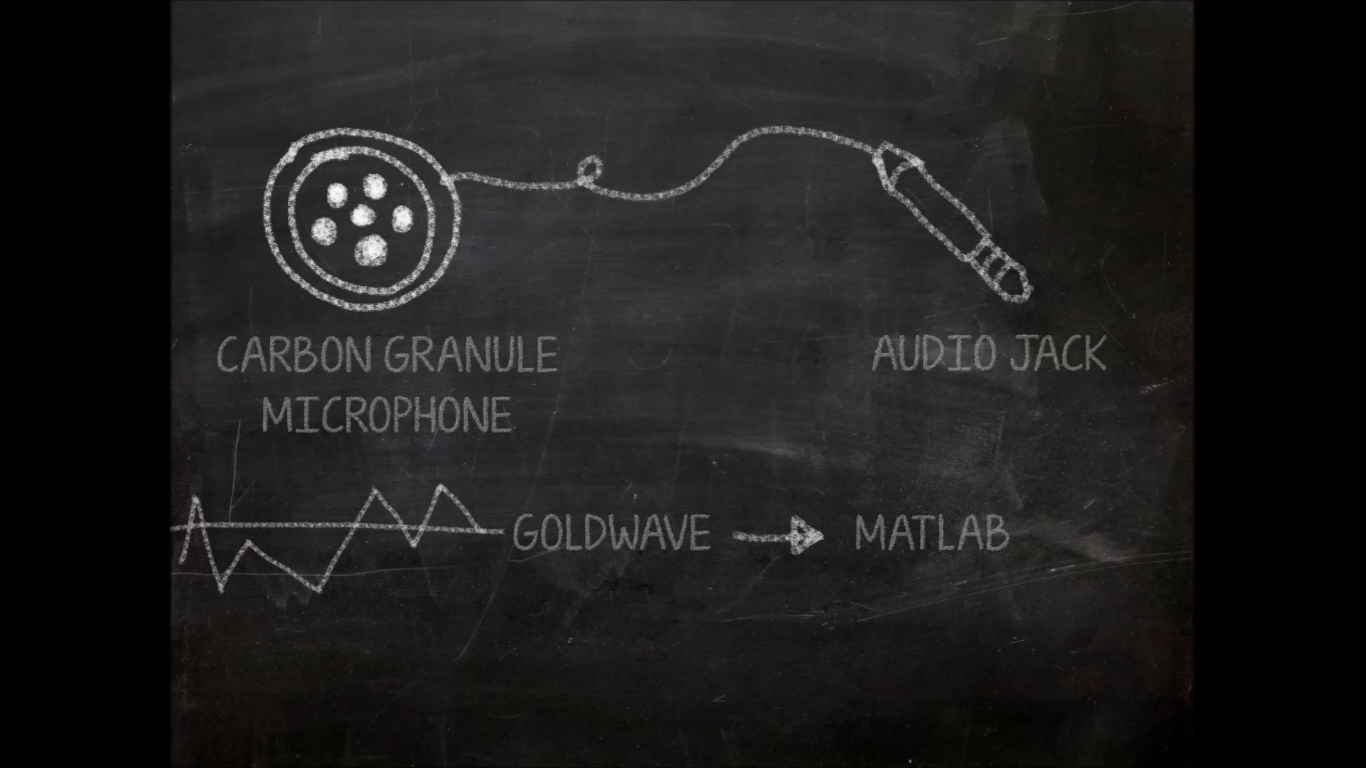 CARBON GRANULE
MICROPHONE
AUDIO JACK
GOLDWAVE → MATLAB